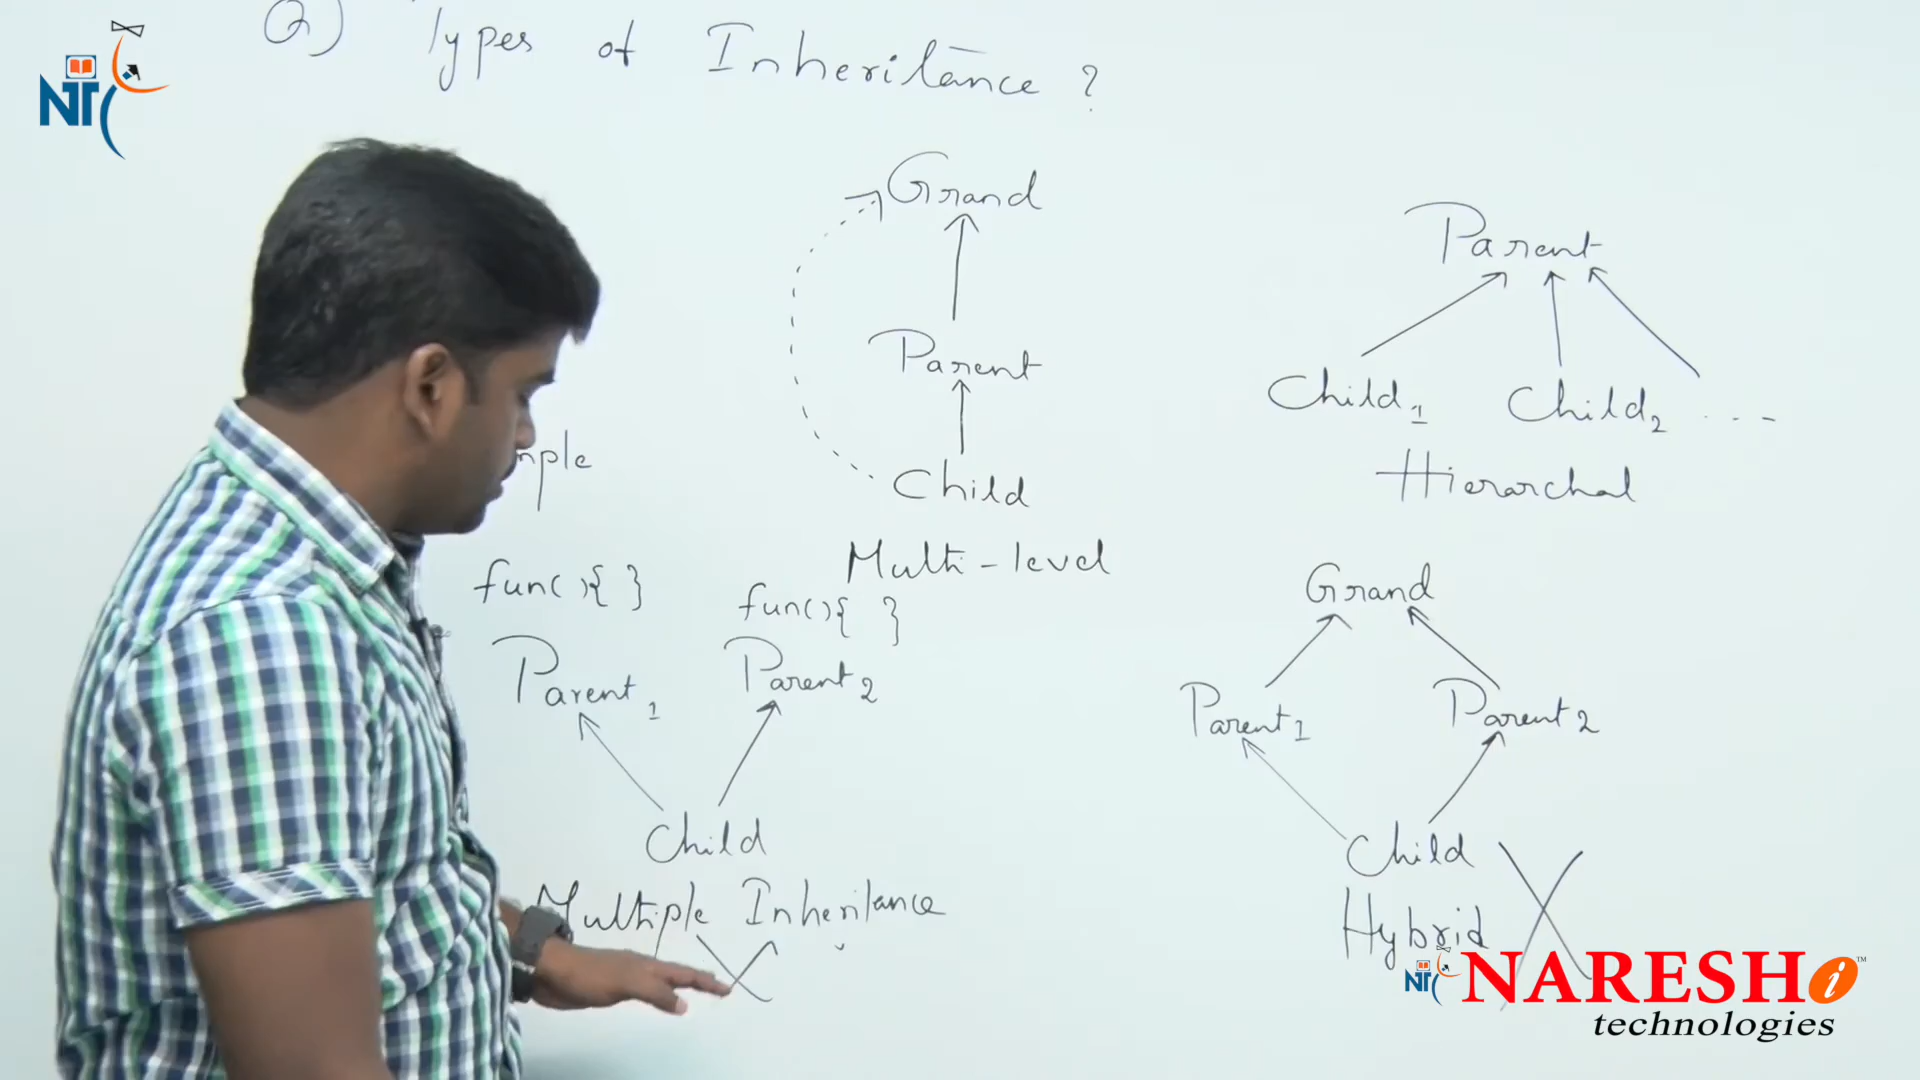 Q) Types of Inheritance ?
Grand
Parent
Child
Multi-level
Parent
Child1 Child2 ...
Hierarchal
func(){ }
func(){ }
Parent1
Parent2
Child
Multiple Inheritance
Grand
Parent1
Parent2
Child
Hybrid
NT
NARESH i
technologies